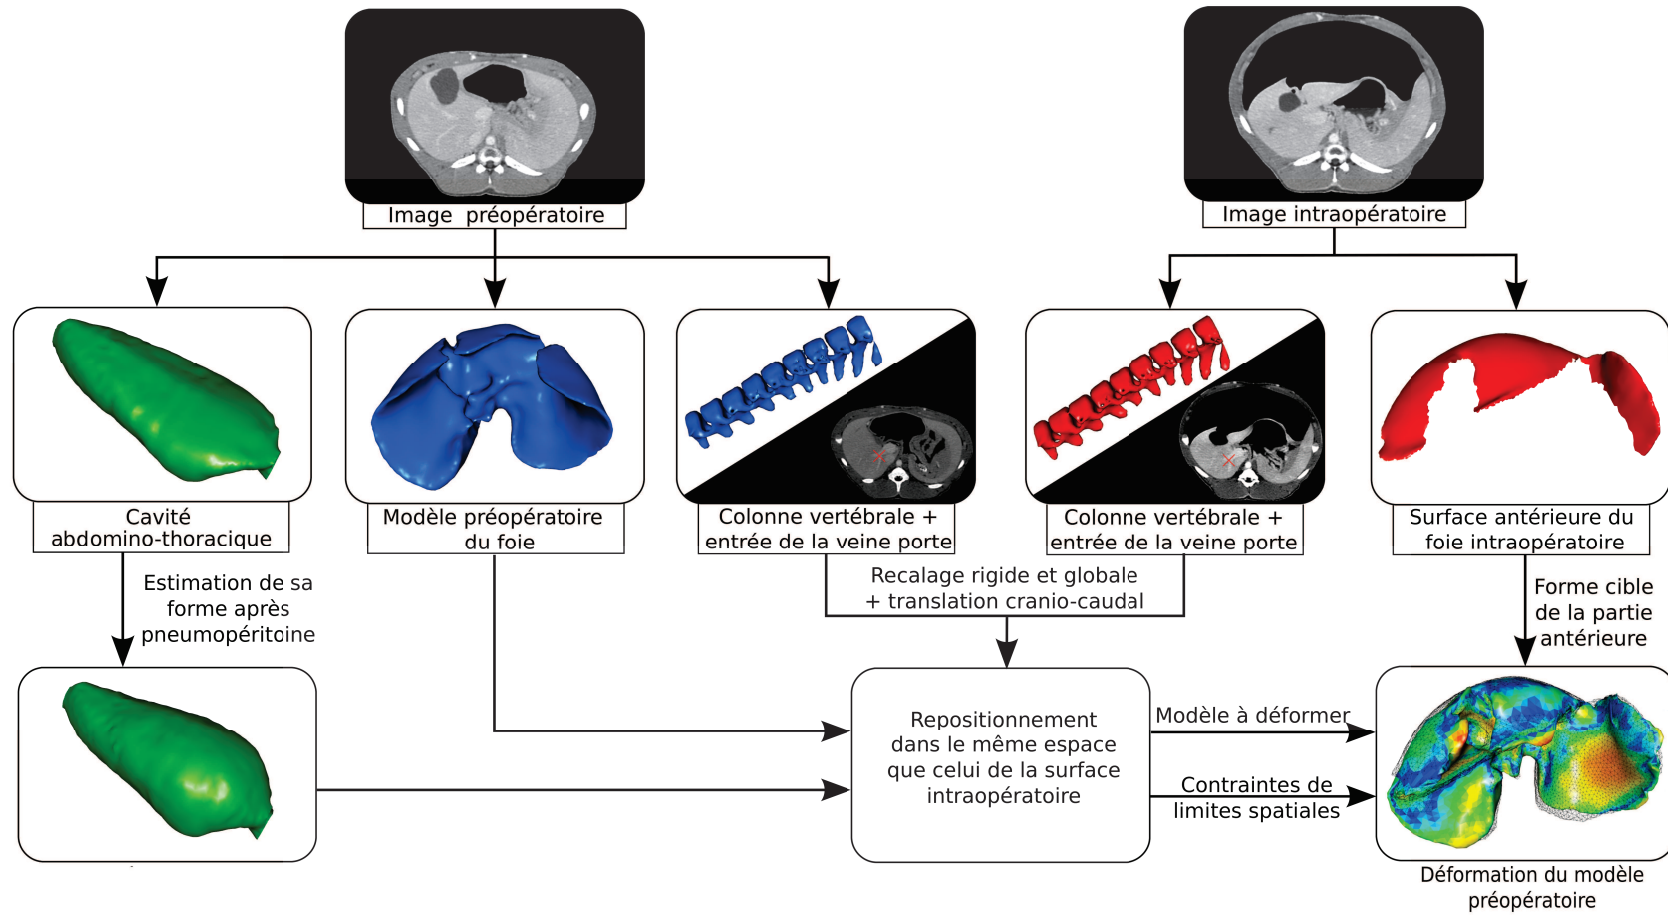 Image préopératoire
Image intraopératoire
Cavité
abdomino-thoracique
Modèle préopératoire
du foie
Colonne vertébrale +
entrée de la veine porte
Colonne vertébrale +
entrée de la veine porte
Surface antérieure du
foie intraopératoire
Estimation de sa
forme après
pneumopéritoine
Recalage rigide et globale
+ translation cranio-caudal
Forme cible
de la partie
antérieure
Repositionnement
dans le même espace
que celui de la surface
intraopératoire
Modèle à déformer
Contraintes de
limites spatiales
Déformation du modèle
préopératoire